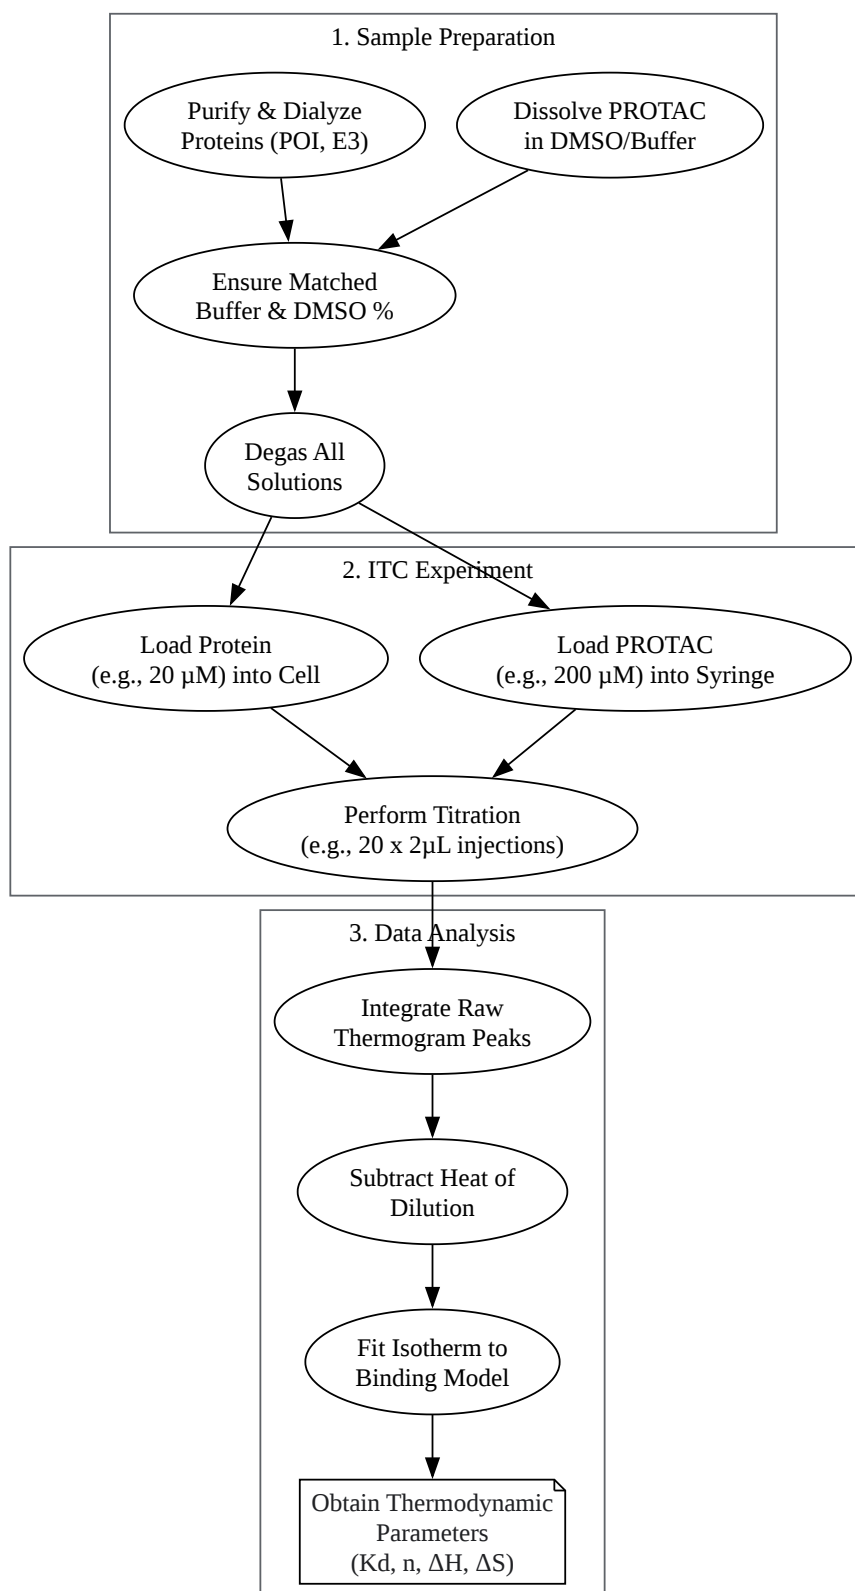 1. Sample Preparation
Purify & Dialyze
Proteins (POI, E3)
Dissolve PROTAC
in DMSO/Buffer
Ensure Matched
Buffer & DMSO %
Degas All
Solutions
2. ITC Experiment
Load Protein
(e.g., 20 µM) into Cell
Load PROTAC
(e.g., 200 µM) into Syringe
Perform Titration
(e.g., 20 x 2µL injections)
3. Data Analysis
Integrate Raw
Thermogram Peaks
Subtract Heat of
Dilution
Fit Isotherm to
Binding Model
Obtain Thermodynamic
Parameters
(Kd, n, ΔH, ΔS)